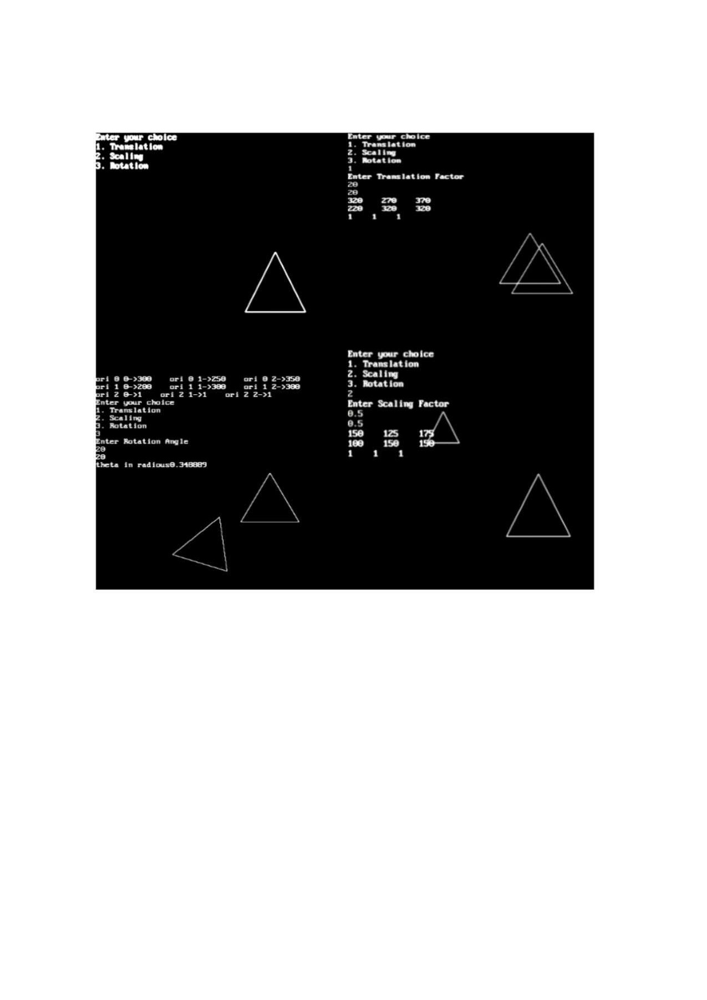 Enter your choice
1. Translation
2. Scaling
3. Rotation
Enter your choice
1. Translation
2. Scaling
3. Rotation
1
Enter Translation Factor
20
20
320 270 370
220 320 320
1 1 1
ori 0 0->300 ori 0 1->250 ori 0 2->350
ori 1 0->200 ori 1 1->300 ori 1 2->300
ori 2 0->1 ori 2 1->1 ori 2 2->1
Enter your choice
1. Translation
2. Scaling
3. Rotation
3
Enter Rotation Angle
20
20
theta in radious0.348889
Enter your choice
1. Translation
2. Scaling
3. Rotation
2
Enter Scaling Factor
0.5
0.5
150 125 175
100 150 150
1 1 1